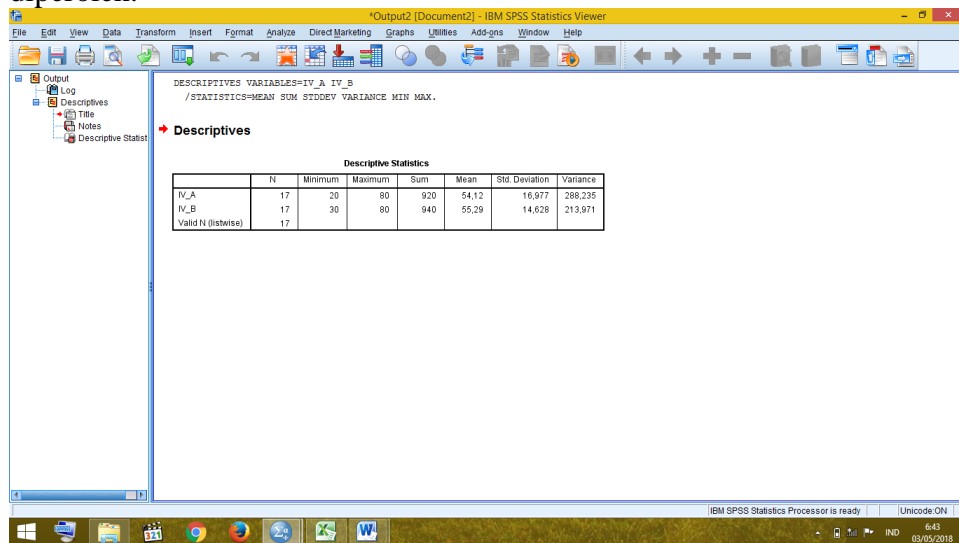 diperoleh.
*Output2 [Document2] - IBM SPSS Statistics Viewer
File Edit View Data Transform Insert Format Analyze Direct Marketing Graphs Utilities Add-ons Window Help
Output
Log
Descriptives
Title
Notes
Descriptive Statist
DESCRIPTIVES VARIABLES=IV_A IV_B
/STATISTICS=MEAN SUM STDDEV VARIANCE MIN MAX.
Descriptives
Descriptive Statistics
N Minimum Maximum Sum Mean Std. Deviation Variance
IV_A 17 20 80 920 54,12 16,977 288,235
IV_B 17 30 80 940 55,29 14,628 213,971
Valid N (listwise) 17
IBM SPSS Statistics Processor is ready Unicode:ON
321 IND 6:43
03/05/2018